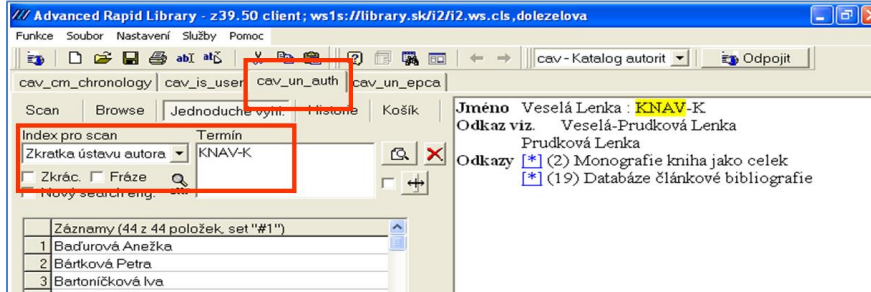 Advanced Rapid Library - z39.50 client; ws1s://library.sk/i2/i2.ws.cls,dolezelova
Funkce Soubor Nastavení Služby Pomoc
cav - Katalog autorit Odpojit
cav_cm_chronology cav_is_user cav_un_auth cav_un_epca
Scan Browse Jednoduché vyhl. Historie Košík
Index pro scan Termín
Zkratka ústavu autora KNAV-K
Zkrác. Fráze
Nový search eng.
Záznamy (44 z 44 položek, set "#1")
1 Baďurová Anežka
2 Bártková Petra
3 Bartoníčková Iva
Jméno Veselá Lenka : KNAV-K
Odkaz viz. Veselá-Prudková Lenka
Prudková Lenka
Odkazy [*] (2) Monografie kniha jako celek
[*] (19) Databáze článkové bibliografie